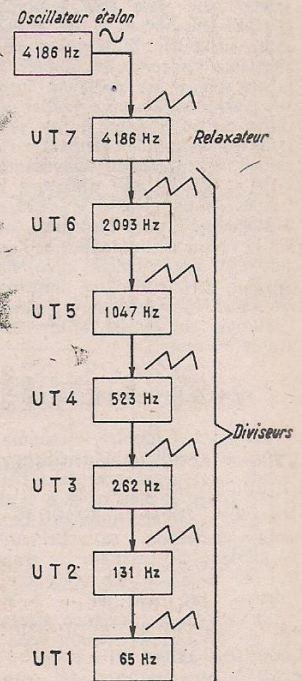 Oscillateur étalon
4186 Hz
UT7 4186 Hz Relaxateur
UT6 2093 Hz
UT5 1047 Hz
UT4 523 Hz
Diviseurs
UT3 262 Hz
UT2 131 Hz
UT1 65 Hz